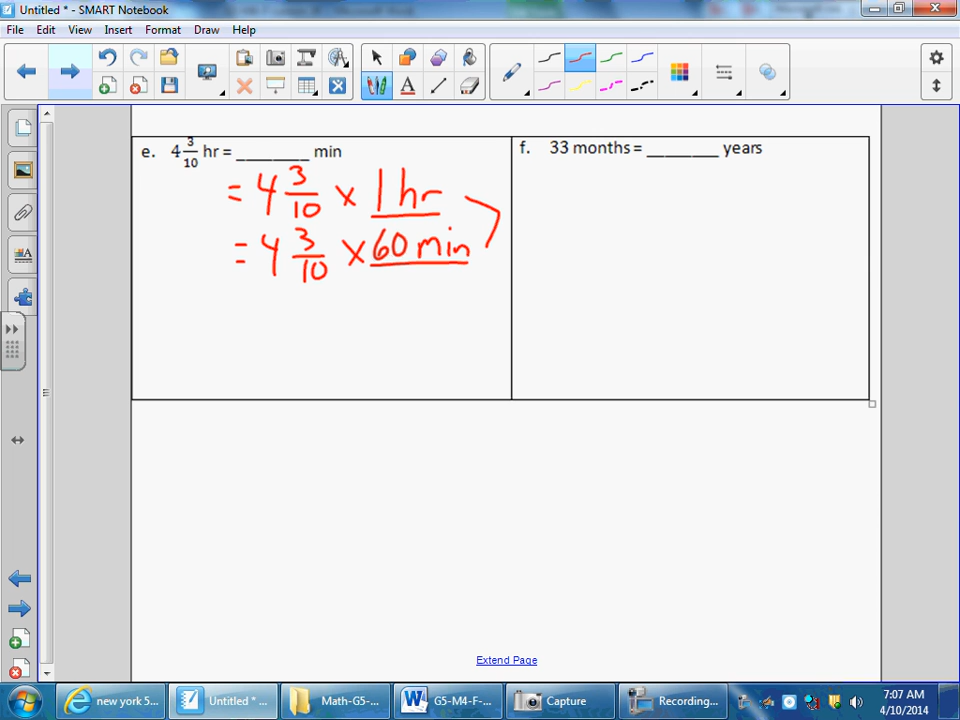 Untitled * - SMART Notebook
File Edit View Insert Format Draw Help
e. 4 3/10 hr = ________ min
= 4 3/10 x 1 hr
= 4 3/10 x 60 min
f. 33 months = ________ years
Extend Page
new york 5...
Untitled * ...
Math-G5-...
G5-M4-F-...
Capture
Recording...
7:07 AM
4/10/2014